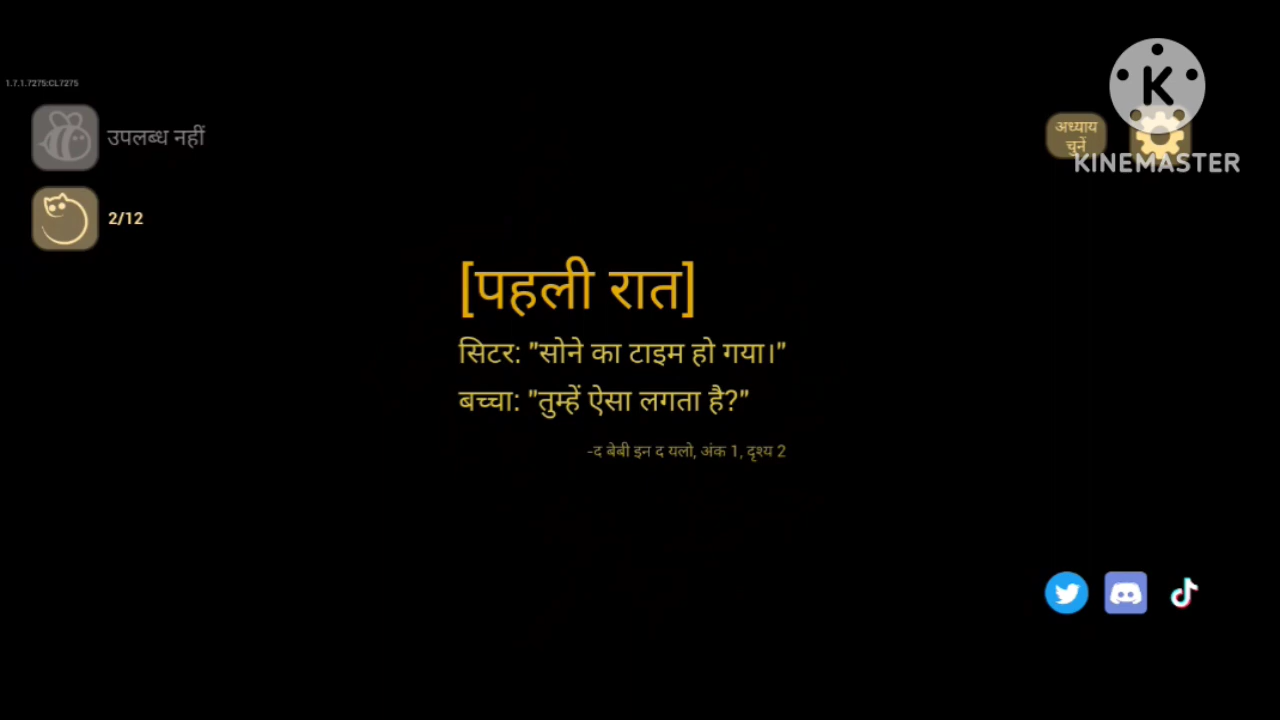 1.7.1.7275:CL7275
उपलब्ध नहीं
2/12
अध्याय
चुनें
KINEMASTER
[पहली रात]
सिटर: "सोने का टाइम हो गया।"
बच्चा: "तुम्हें ऐसा लगता है?"
-द बेबी इन द यलो, अंक 1, दृश्य 2